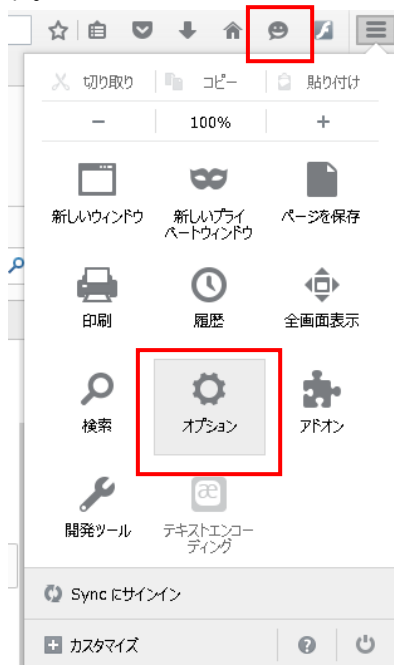 切り取り コピー 貼り付け
− 100% +
新しいウィンドウ 新しいプライ ページを保存
ベートウィンドウ
印刷 履歴 全画面表示
検索 オプション アドオン
開発ツール テキストエンコー
ディング
Sync にサインイン
カスタマイズ